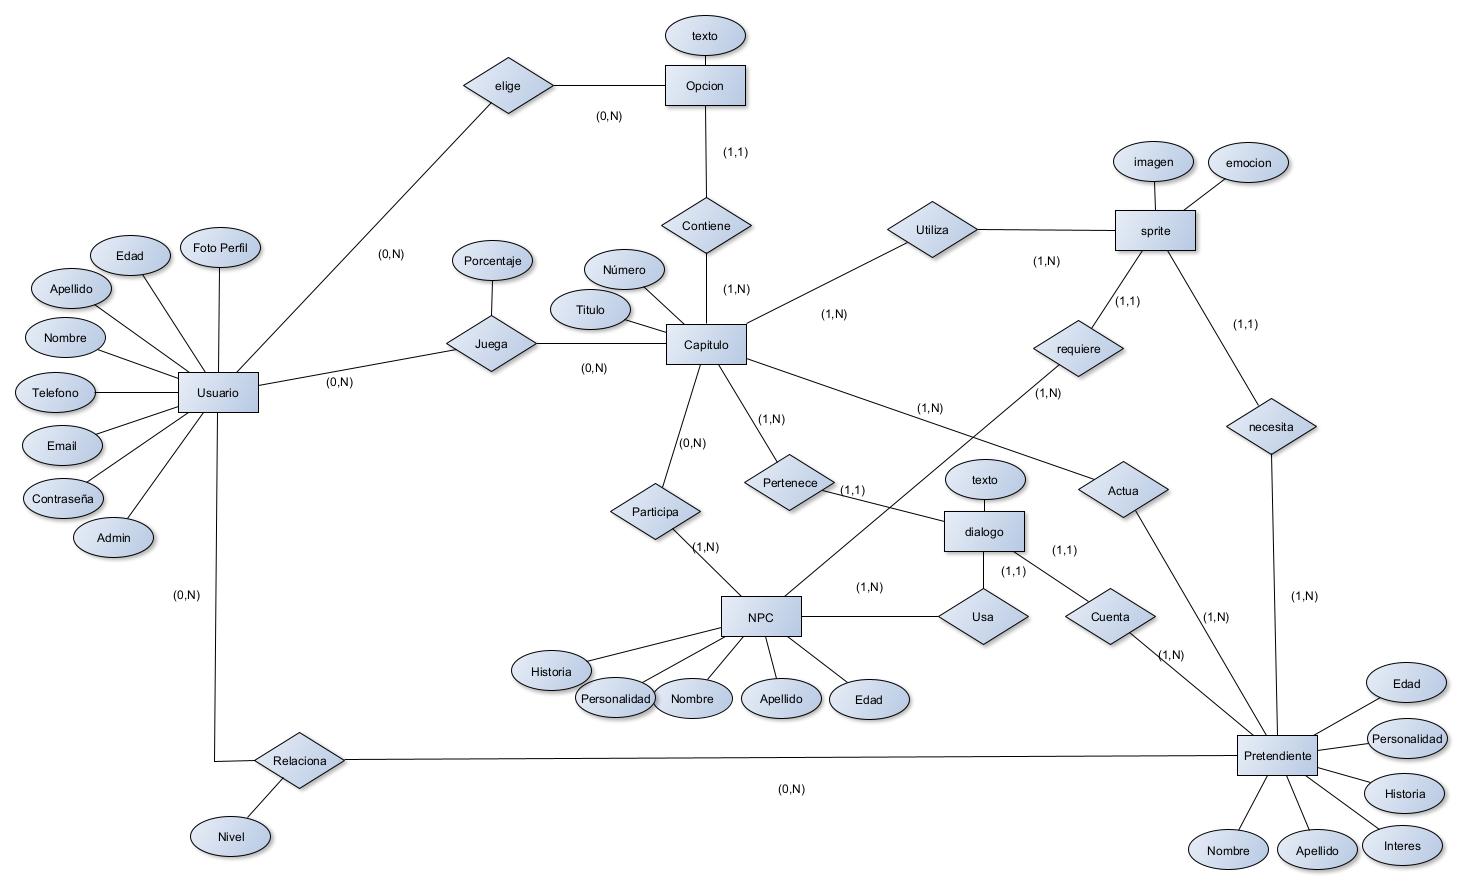 texto
elige
Opcion
(0,N)
(1,1)
imagen
emocion
Contiene
Utiliza
sprite
Foto Perfil
Edad
(0,N)
Porcentaje
Número
(1,N)
Apellido
Titulo
(1,N)
(1,N)
(1,1)
Nombre
Juega
Capitulo
requiere
(1,1)
(0,N)
(0,N)
Telefono
Usuario
(1,N)
(1,N)
(1,N)
necesita
Email
(0,N)
Pertenece
(1,1)
texto
Actua
Contraseña
Participa
Admin
(1,N)
dialogo
(1,1)
(1,1)
(0,N)
(1,N)
(1,N)
NPC
Usa
Cuenta
(1,N)
(1,N)
Historia
Personalidad
Nombre
Apellido
Edad
Edad
Personalidad
Relaciona
Pretendiente
(0,N)
Historia
Nivel
Nombre
Apellido
Interes